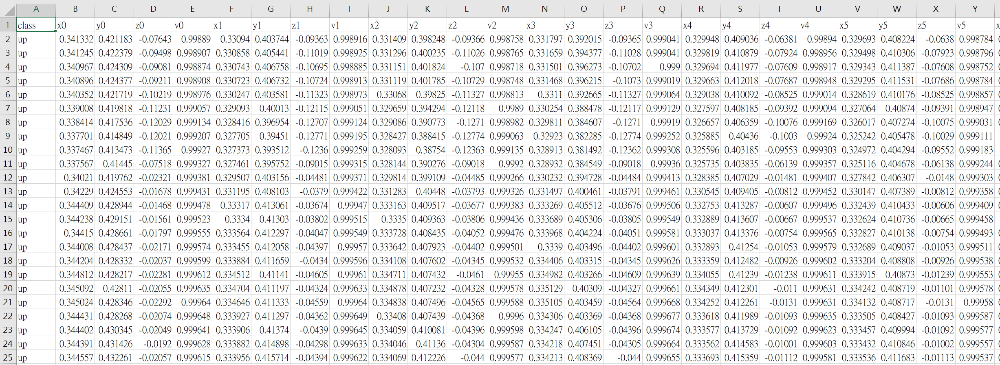 A B C D E F G H I J K L M N O P Q R S T U V W X Y
1 class x0 y0 z0 v0 x1 y1 z1 v1 x2 y2 z2 v2 x3 y3 z3 v3 x4 y4 z4 v4 x5 y5 z5 v5
2 up 0.341332 0.421183 -0.07643 0.99889 0.33094 0.403744 -0.09363 0.998916 0.331409 0.398248 -0.09366 0.998758 0.331797 0.392015 -0.09365 0.999041 0.329948 0.409036 -0.06381 0.99894 0.329693 0.408224 -0.0638 0.998784
3 up 0.341245 0.422379 -0.09498 0.998907 0.330858 0.405441 -0.11019 0.998925 0.331296 0.400235 -0.11026 0.998765 0.331659 0.394377 -0.11028 0.999041 0.329819 0.410879 -0.07924 0.998956 0.329498 0.410306 -0.07923 0.998796
4 up 0.340967 0.424309 -0.09081 0.998874 0.330743 0.406758 -0.10695 0.998885 0.331151 0.401824 -0.107 0.998718 0.331501 0.396273 -0.10702 0.999 0.329694 0.411977 -0.07609 0.998917 0.329343 0.411387 -0.07608 0.998752
5 up 0.340896 0.424377 -0.09211 0.998908 0.330723 0.406732 -0.10724 0.998913 0.331119 0.401785 -0.10729 0.998748 0.331468 0.396215 -0.1073 0.999019 0.329663 0.412018 -0.07687 0.998948 0.329295 0.411531 -0.07686 0.998784
6 up 0.340352 0.421719 -0.10219 0.998976 0.330247 0.403581 -0.11323 0.998973 0.33068 0.39825 -0.11327 0.998813 0.3311 0.392665 -0.11327 0.999064 0.329038 0.410092 -0.08525 0.999014 0.328619 0.410176 -0.08525 0.998857
7 up 0.339008 0.419818 -0.11231 0.999057 0.329093 0.40013 -0.12115 0.999051 0.329659 0.394294 -0.12118 0.9989 0.330254 0.388478 -0.12117 0.999129 0.327597 0.408185 -0.09392 0.999094 0.327064 0.40874 -0.09391 0.998947
8 up 0.338414 0.417536 -0.12029 0.999134 0.328416 0.396954 -0.12707 0.999124 0.329086 0.390773 -0.1271 0.998982 0.329811 0.384607 -0.1271 0.99919 0.326657 0.406359 -0.10076 0.999169 0.326017 0.407274 -0.10075 0.999031
9 up 0.337701 0.414849 -0.12021 0.999207 0.327705 0.39451 -0.12771 0.999195 0.328427 0.388415 -0.12774 0.999063 0.32923 0.382285 -0.12774 0.999252 0.325885 0.40436 -0.1003 0.99924 0.325242 0.405478 -0.10029 0.999111
10 up 0.337467 0.413473 -0.11365 0.99927 0.327373 0.393512 -0.1236 0.999259 0.328093 0.38754 -0.12363 0.999135 0.328913 0.381492 -0.12362 0.999308 0.325596 0.403185 -0.09553 0.999303 0.324972 0.404294 -0.09552 0.999183
11 up 0.337567 0.41445 -0.07518 0.999327 0.327461 0.395752 -0.09015 0.999315 0.328144 0.390276 -0.09018 0.9992 0.328932 0.384549 -0.09018 0.99936 0.325735 0.403835 -0.06139 0.999357 0.325116 0.404678 -0.06138 0.999244
12 up 0.34021 0.419762 -0.02321 0.999381 0.329507 0.403156 -0.04481 0.999371 0.329814 0.399109 -0.04485 0.999266 0.330232 0.394728 -0.04484 0.999413 0.328385 0.407029 -0.01481 0.999407 0.327842 0.406307 -0.0148 0.999303
13 up 0.34229 0.424553 -0.01678 0.999431 0.331195 0.408103 -0.0379 0.999422 0.331283 0.40448 -0.03793 0.999326 0.331497 0.400461 -0.03791 0.999461 0.330545 0.409405 -0.00812 0.999452 0.330147 0.407389 -0.00812 0.999358
14 up 0.344409 0.428944 -0.01468 0.999478 0.33317 0.413061 -0.03674 0.99947 0.333163 0.409517 -0.03677 0.999383 0.333269 0.405512 -0.03676 0.999506 0.332753 0.413287 -0.00607 0.999496 0.332439 0.410433 -0.00606 0.999409
15 up 0.344238 0.429151 -0.01561 0.999523 0.3334 0.41303 -0.03802 0.999515 0.3335 0.409363 -0.03806 0.999436 0.333689 0.405306 -0.03805 0.999549 0.332889 0.413607 -0.00667 0.999537 0.332624 0.410736 -0.00665 0.999458
16 up 0.34415 0.428661 -0.01797 0.999555 0.333564 0.412297 -0.04047 0.999549 0.333728 0.408435 -0.04052 0.999476 0.333968 0.404224 -0.04051 0.999581 0.333037 0.413376 -0.00754 0.999565 0.332827 0.410138 -0.00754 0.999493
17 up 0.344008 0.428437 -0.02171 0.999574 0.333455 0.412058 -0.04397 0.99957 0.333642 0.407923 -0.04402 0.999501 0.3339 0.403496 -0.04402 0.999601 0.332893 0.41254 -0.01053 0.999579 0.332689 0.409037 -0.01053 0.999511
18 up 0.344204 0.428332 -0.02037 0.999599 0.333884 0.411659 -0.0434 0.999596 0.334108 0.407602 -0.04345 0.999532 0.334406 0.403315 -0.04345 0.999626 0.333359 0.412482 -0.00926 0.999602 0.333204 0.408808 -0.00926 0.999538
19 up 0.344812 0.428217 -0.02281 0.999612 0.334512 0.41141 -0.04605 0.99961 0.334711 0.407432 -0.0461 0.99955 0.334982 0.403266 -0.04609 0.999639 0.334055 0.41239 -0.01238 0.999611 0.333915 0.40873 -0.01239 0.999553
20 up 0.345092 0.42811 -0.02055 0.999635 0.334704 0.411197 -0.04324 0.999633 0.334878 0.407232 -0.04328 0.999578 0.335129 0.40309 -0.04327 0.999661 0.334349 0.412301 -0.011 0.999631 0.334242 0.408719 -0.01101 0.999578
21 up 0.345024 0.428346 -0.02292 0.99964 0.334646 0.411333 -0.04559 0.99964 0.334838 0.407496 -0.04565 0.999588 0.335105 0.403459 -0.04564 0.999668 0.334252 0.412261 -0.0131 0.999631 0.334132 0.408717 -0.0131 0.99958
22 up 0.344431 0.428268 -0.02074 0.999648 0.333927 0.411297 -0.04362 0.999649 0.33408 0.407439 -0.04368 0.9996 0.334306 0.403369 -0.04368 0.999677 0.333618 0.411989 -0.01093 0.999635 0.333505 0.408427 -0.01093 0.999587
23 up 0.344402 0.430345 -0.02049 0.999641 0.333906 0.41374 -0.0439 0.999645 0.334059 0.410081 -0.04396 0.999598 0.334247 0.406105 -0.04396 0.999674 0.333577 0.413729 -0.01092 0.999623 0.333457 0.409994 -0.01092 0.999577
24 up 0.344391 0.431426 -0.0192 0.999628 0.333882 0.414898 -0.04298 0.999633 0.334046 0.41136 -0.04304 0.999587 0.334218 0.407451 -0.04305 0.999664 0.333562 0.414583 -0.01001 0.999603 0.333432 0.410846 -0.01002 0.999557
25 up 0.344557 0.432261 -0.02057 0.999615 0.333956 0.415714 -0.04394 0.999622 0.334069 0.412226 -0.044 0.999577 0.334213 0.408369 -0.044 0.999655 0.333693 0.415359 -0.01112 0.999581 0.333536 0.411683 -0.01113 0.999537